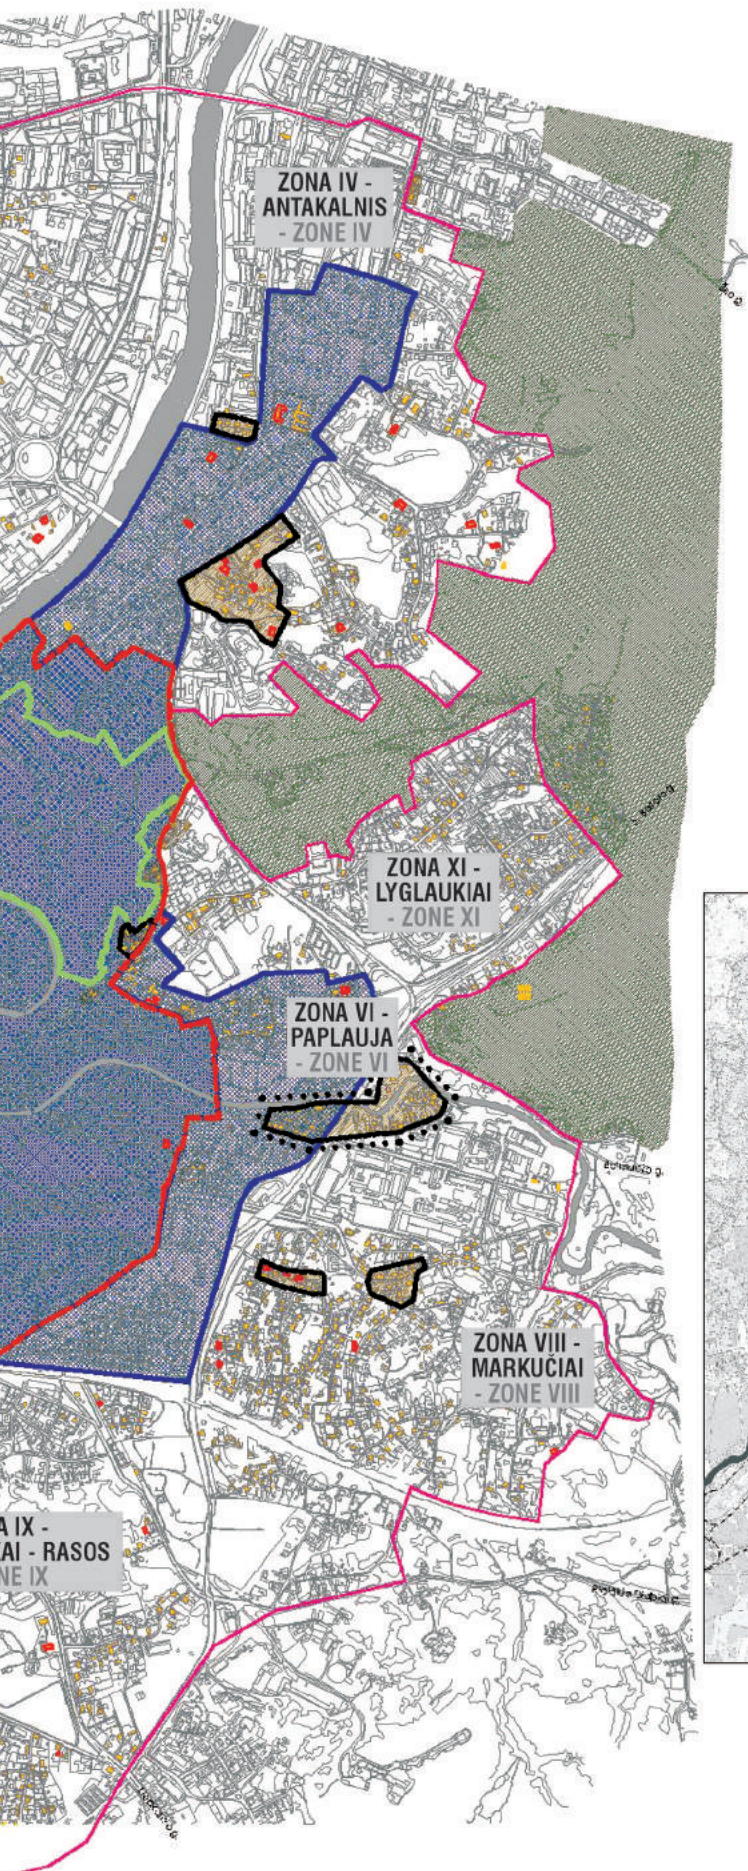 ZONA IV -
ANTAKALNIS
- ZONE IV
ZONA XI -
LYGLAUKIAI
- ZONE XI
ZONA VI -
PAPLAUJA
- ZONE VI
ZONA VIII -
MARKUČIAI
- ZONE VIII
A IX -
AI - RASOS
NE IX